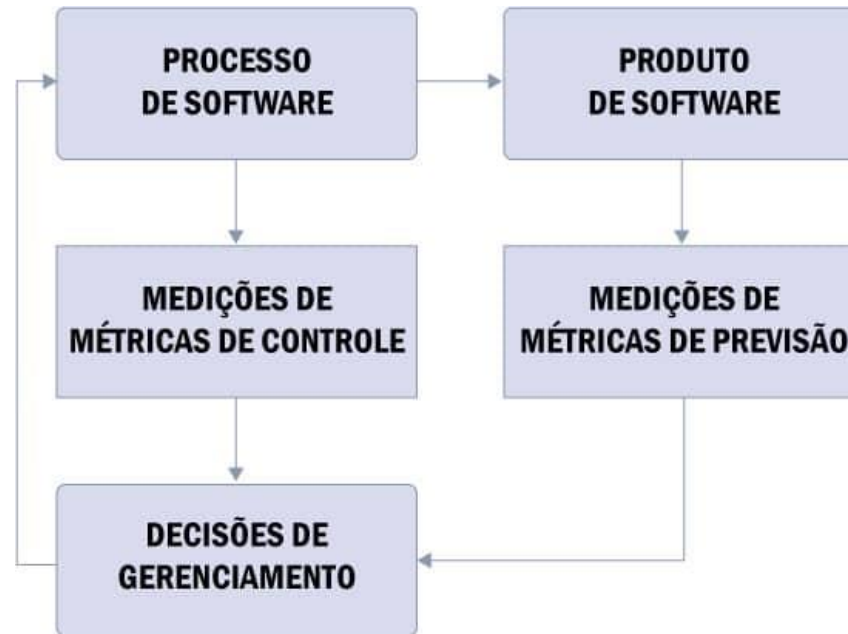 PROCESSO
DE SOFTWARE
PRODUTO
DE SOFTWARE
MEDIÇÕES DE
MÉTRICAS DE CONTROLE
MEDIÇÕES DE
MÉTRICAS DE PREVISÃO
DECISÕES DE
GERENCIAMENTO